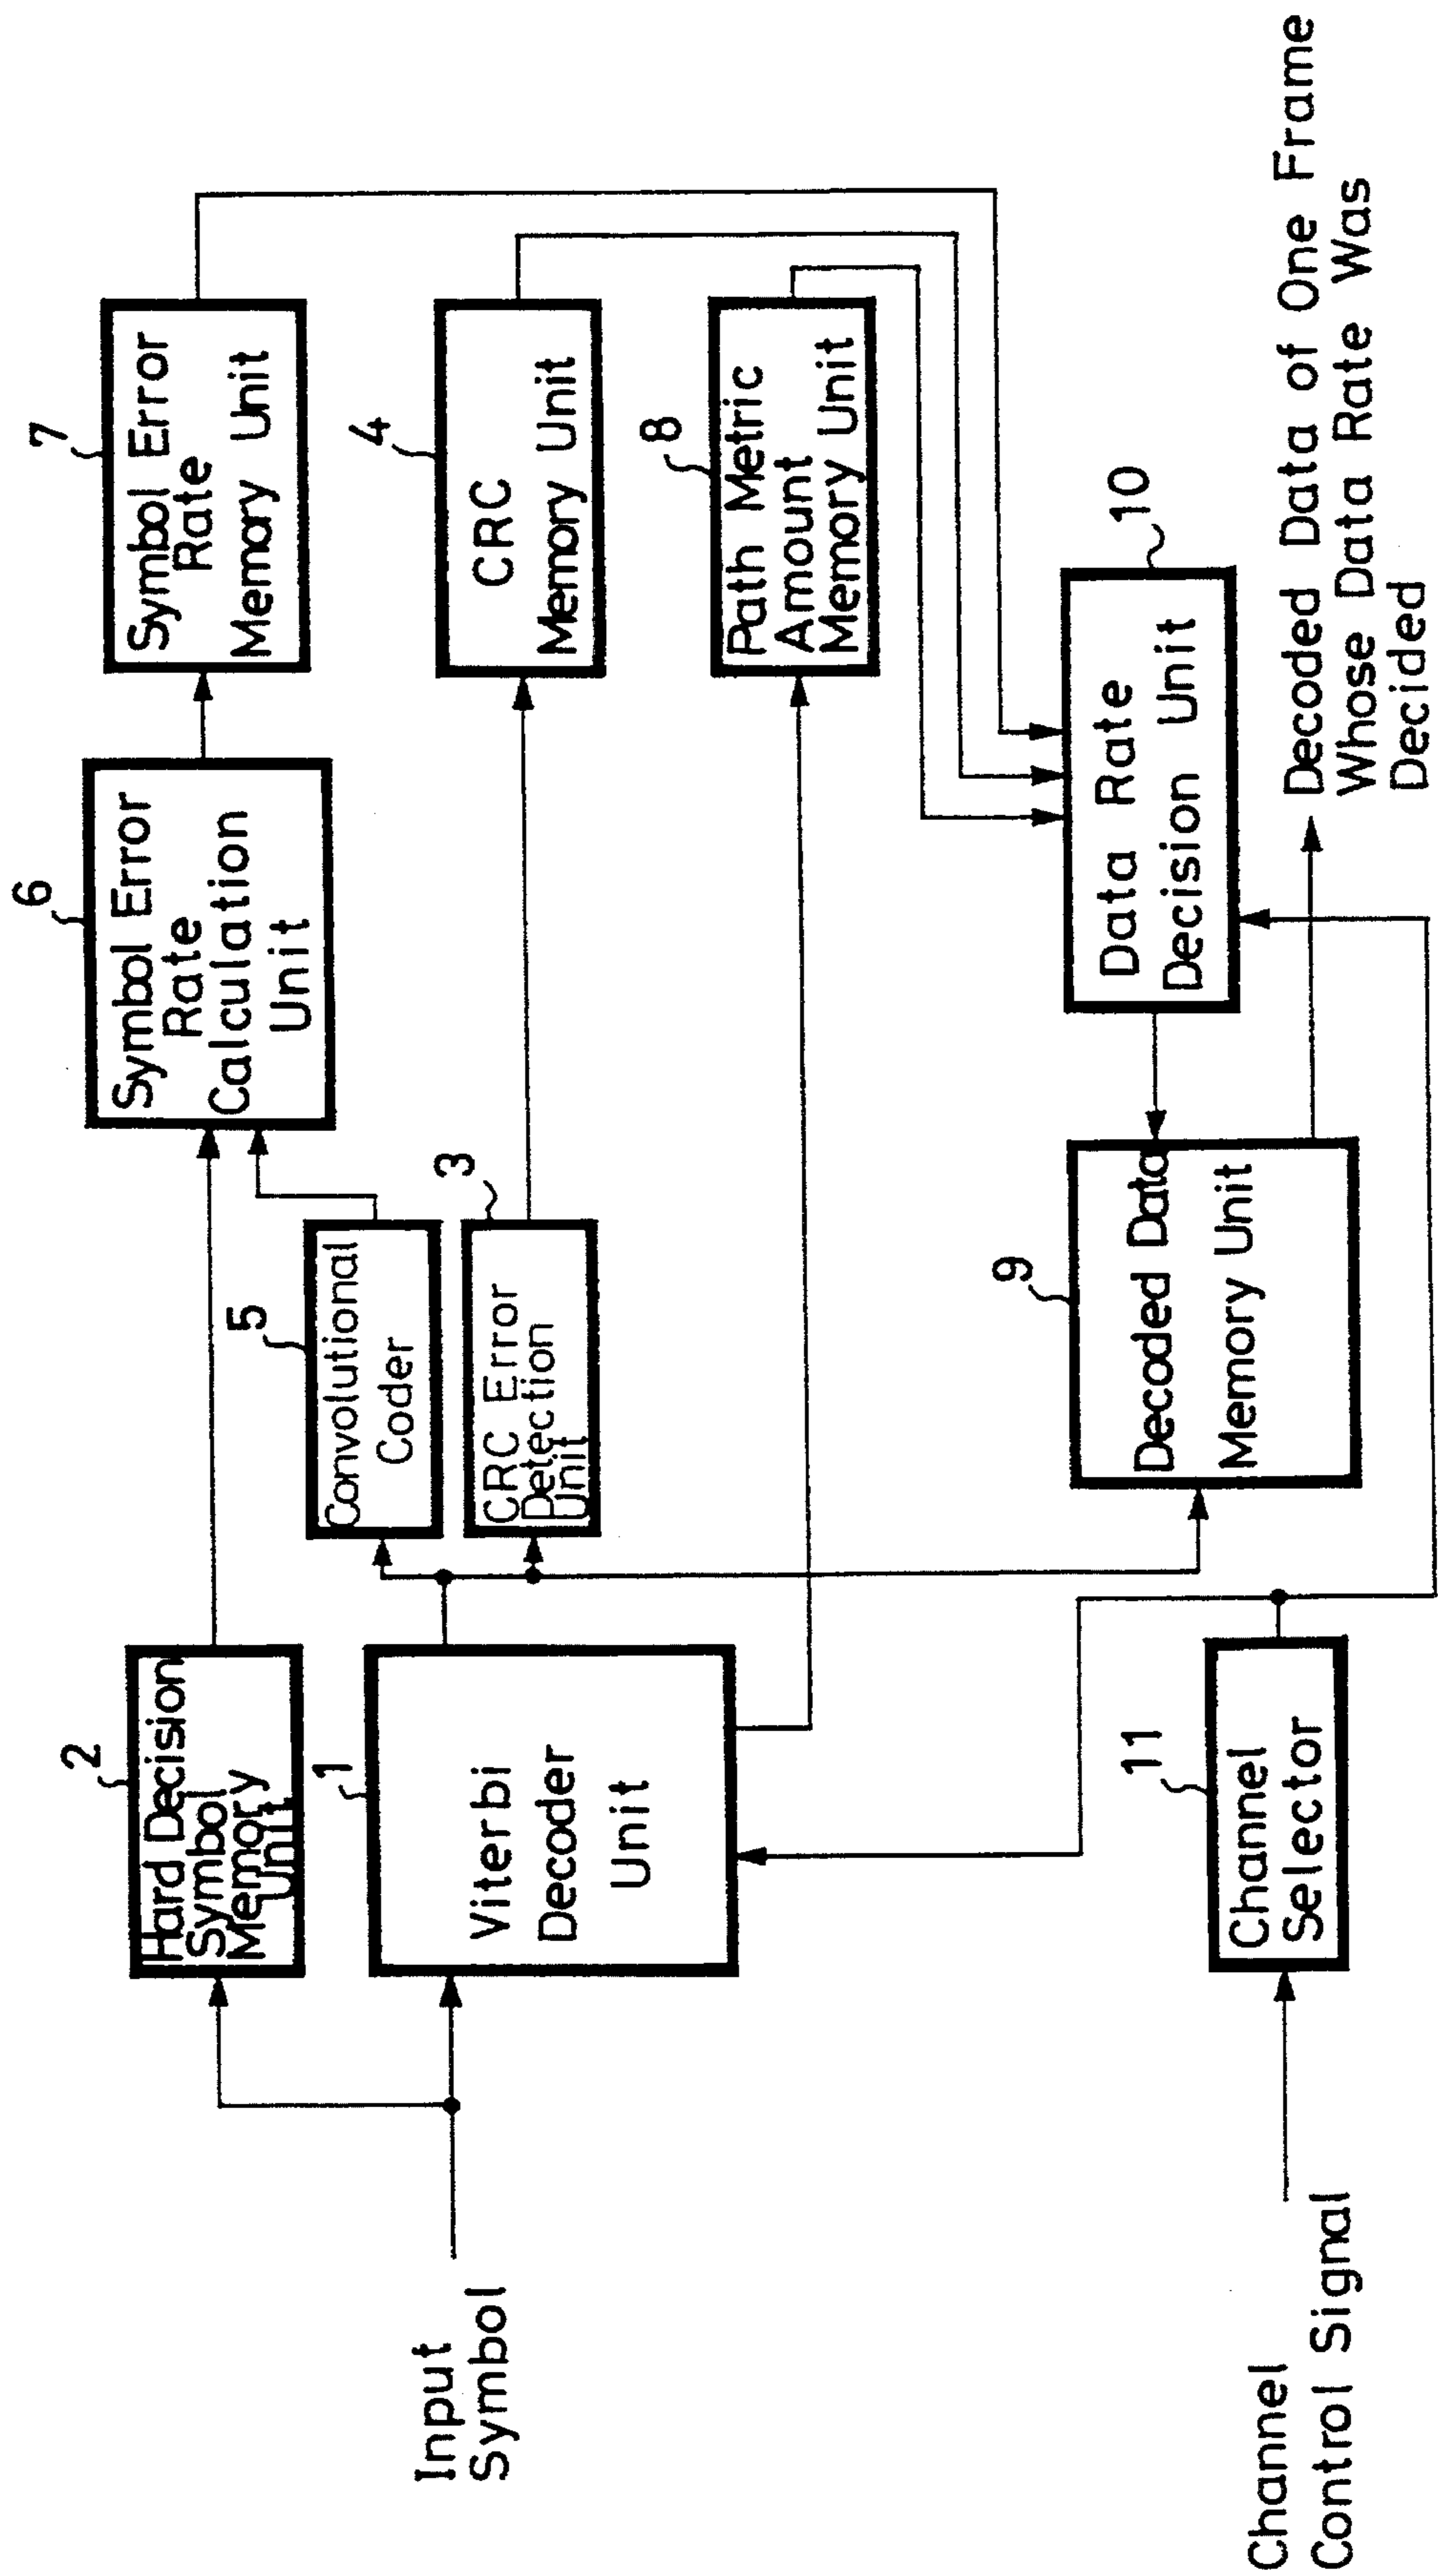 2
Hard Decision
Symbol
Memory
Unit
Input
Symbol
1
Viterbi
Decoder
Unit
5
Convolutional
Coder
3
CRC Error
Detection
Unit
6
Symbol Error
Rate
Calculation
Unit
7
Symbol Error
Rate
Memory Unit
4
CRC
Memory Unit
8
Path Metric
Amount
Memory Unit
10
Data Rate
Decision Unit
9
Decoded Data
Memory Unit
11
Channel
Selector
Channel
Control Signal
Decoded Data of One Frame
Whose Data Rate Was
Decided